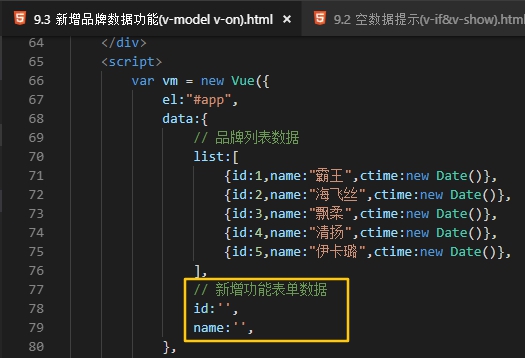 9.3 新增品牌数据功能(v-model v-on).html
9.2 空数据提示(v-if&v-show).html
64 </div>
65 <script>
66 var vm = new Vue({
67 el:"#app",
68 data:{
69 // 品牌列表数据
70 list:[
71 {id:1,name:"霸王",ctime:new Date()},
72 {id:2,name:"海飞丝",ctime:new Date()},
73 {id:3,name:"飘柔",ctime:new Date()},
74 {id:4,name:"清扬",ctime:new Date()},
75 {id:5,name:"伊卡璐",ctime:new Date()},
76 ],
77 // 新增功能表单数据
78 id:'',
79 name:'',
80 },